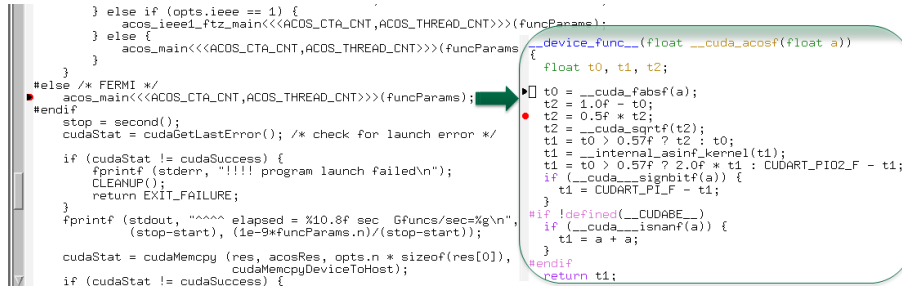 } else if (opts.ieee == 1) {
acos_ieee1_ftz_main<<<ACOS_CTA_CNT,ACOS_THREAD_CNT>>>(funcParams);
} else {
acos_main<<<ACOS_CTA_CNT,ACOS_THREAD_CNT>>>(funcParams
}
}
#else /* FERMI */
acos_main<<<ACOS_CTA_CNT,ACOS_THREAD_CNT>>>(funcParams);
#endif
stop = second();
cudaStat = cudaGetLastError(); /* check for launch error */
if (cudaStat != cudaSuccess) {
fprintf (stderr, "!!!! program launch failed\n");
CLEANUP();
return EXIT_FAILURE;
}
fprintf (stdout, "^^^^ elapsed = %10.8f sec  Gfuncs/sec=%g\n",
(stop-start), (1e-9*funcParams.n)/(stop-start));
cudaStat = cudaMemcpy (res, acosRes, opts.n * sizeof(res[0]),
cudaMemcpyDeviceToHost);
if (cudaStat != cudaSuccess) {
__device_func__(float __cuda_acosf(float a))
{
float t0, t1, t2;
t0 = __cuda_fabsf(a);
t2 = 1.0f - t0;
t2 = 0.5f * t2;
t2 = __cuda_sqrtf(t2);
t1 = t0 > 0.57f ? t2 : t0;
t1 = __internal_asinf_kernel(t1);
t1 = t0 > 0.57f ? 2.0f * t1 : CUDART_PIO2_F - t1;
if (__cuda___signbitf(a)) {
t1 = CUDART_PI_F - t1;
}
#if !defined(__CUDABE__)
if (__cuda___isnanf(a)) {
t1 = a + a;
}
#endif
return t1;